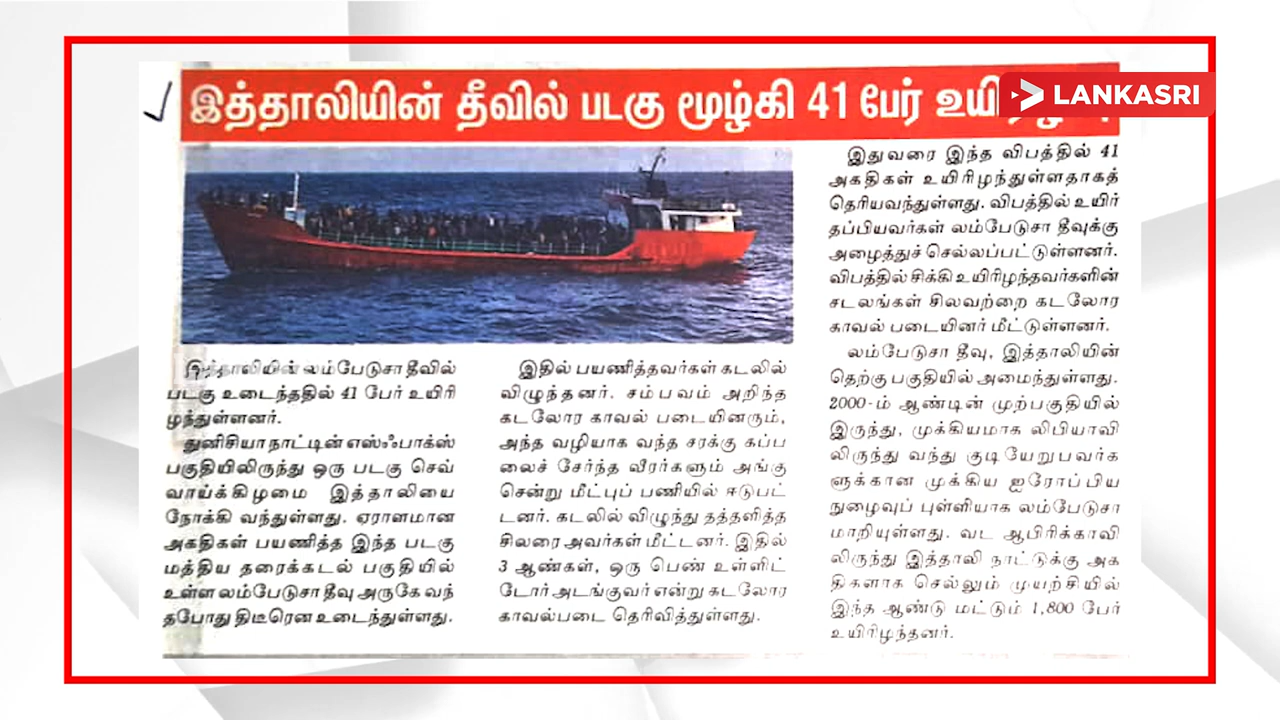 இத்தாலியின் தீவில் படகு மூழ்கி 41 பேர்
LANKASRI
இத்தாலியின் லம்பேடுசா தீவில்
படகு உடைந்ததில் 41 பேர் உயிரி
ழந்துள்ளனர்.
துனிசியா நாட்டின் எஸ்ஃபாக்ஸ்
பகுதியிலிருந்து ஒரு படகு செவ்
வாய்க்கிழமை இத்தாலியை
நோக்கி வந்துள்ளது. ஏராளமான
அகதிகள் பயணித்த இந்த படகு
மத்திய தரைக்கடல் பகுதியில்
உள்ள லம்பேடுசா தீவு அருகே வந்
தபோது திடீரென உடைந்துள்ளது.
இதில் பயணித்தவர்கள் கடலில்
விழுந்தனர். சம்பவம் அறிந்த
கடலோர காவல் படையினரும்,
அந்த வழியாக வந்த சரக்கு கப்ப
லைச் சேர்ந்த வீரர்களும் அங்கு
சென்று மீட்புப் பணியில் ஈடுபட்
டனர். கடலில் விழுந்து தத்தளித்த
சிலரை அவர்கள் மீட்டனர். இதில்
3 ஆண்கள், ஒரு பெண் உள்ளிட்
டோர் அடங்குவர் என்று கடலோர
காவல்படை தெரிவித்துள்ளது.
இதுவரை இந்த விபத்தில் 41
அகதிகள் உயிரிழந்துள்ளதாகத்
தெரியவந்துள்ளது. விபத்தில் உயிர்
தப்பியவர்கள் லம்பேடுசா தீவுக்கு
அழைத்துச் செல்லப்பட்டுள்ளனர்.
விபத்தில் சிக்கி உயிரிழந்தவர்களின்
சடலங்கள் சிலவற்றை கடலோர
காவல் படையினர் மீட்டுள்ளனர்.
லம்பேடுசா தீவு, இத்தாலியின்
தெற்கு பகுதியில் அமைந்துள்ளது.
2000-ம் ஆண்டின் முற்பகுதியில்
இருந்து, முக்கியமாக லிபியாவி
லிருந்து வந்து குடியேறுபவர்க
ளுக்கான முக்கிய ஐரோப்பிய
நுழைவுப் புள்ளியாக லம்பேடுசா
மாறியுள்ளது. வட ஆபிரிக்காவி
லிருந்து இத்தாலி நாட்டுக்கு அக
திகளாக செல்லும் முயற்சியில்
இந்த ஆண்டு மட்டும் 1,800 பேர்
உயிரிழந்தனர்.